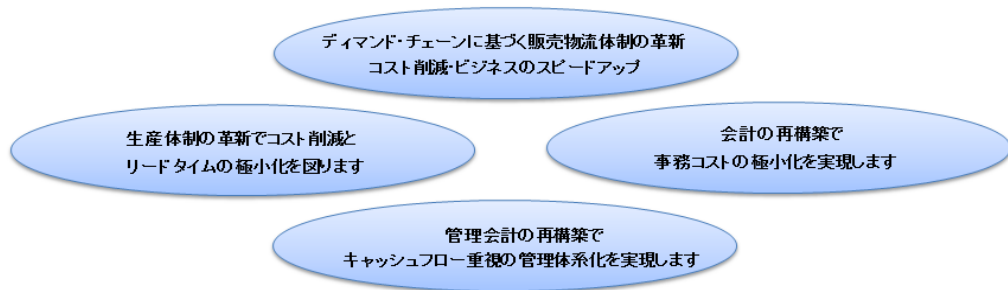 ディマンド・チェーンに基づく販売物流体制の革新
コスト削減・ビジネスのスピードアップ
生産体制の革新でコスト削減と
リードタイムの極小化を図ります
会計の再構築で
事務コストの極小化を実現します
管理会計の再構築で
キャッシュフロー重視の管理体系化を実現します